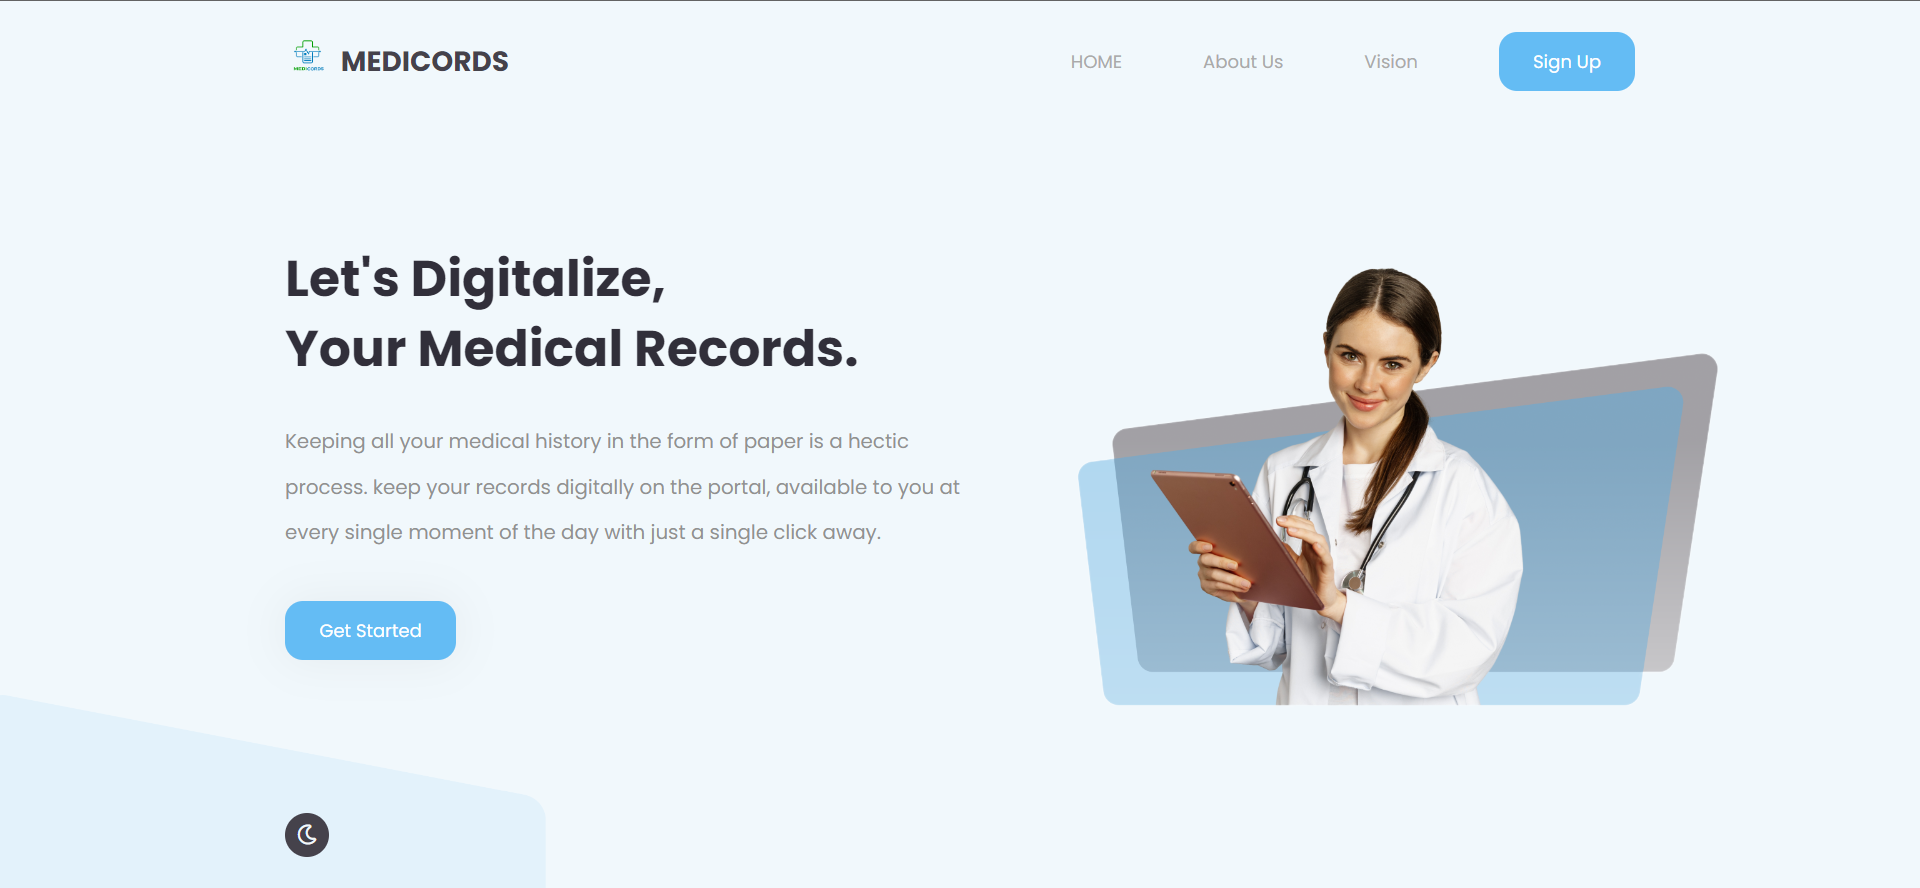 MEDICORDS
MEDICORDS
HOME
About Us
Vision
Sign Up
Let's Digitalize,
Your Medical Records.
Keeping all your medical history in the form of paper is a hectic
process. keep your records digitally on the portal, available to you at
every single moment of the day with just a single click away.
Get Started